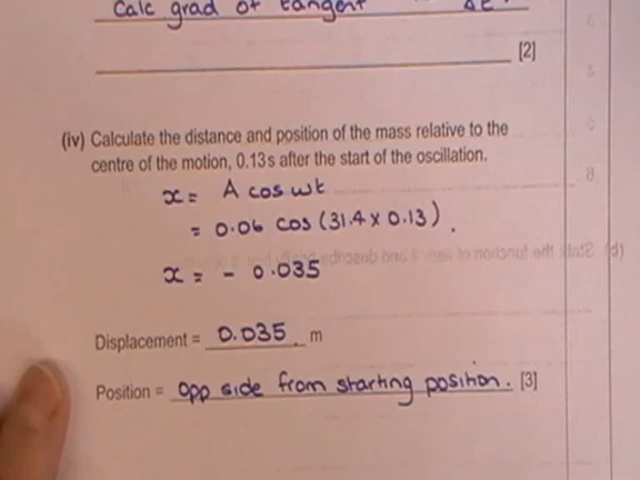 Calc grad of tangent
[2]
(iv) Calculate the distance and position of the mass relative to the
centre of the motion, 0.13 s after the start of the oscillation.
x = A cos ωt
= 0.06 cos (31.4 x 0.13).
x = - 0.035
Displacement = 0.035 m
Position = opp side from starting position. [3]